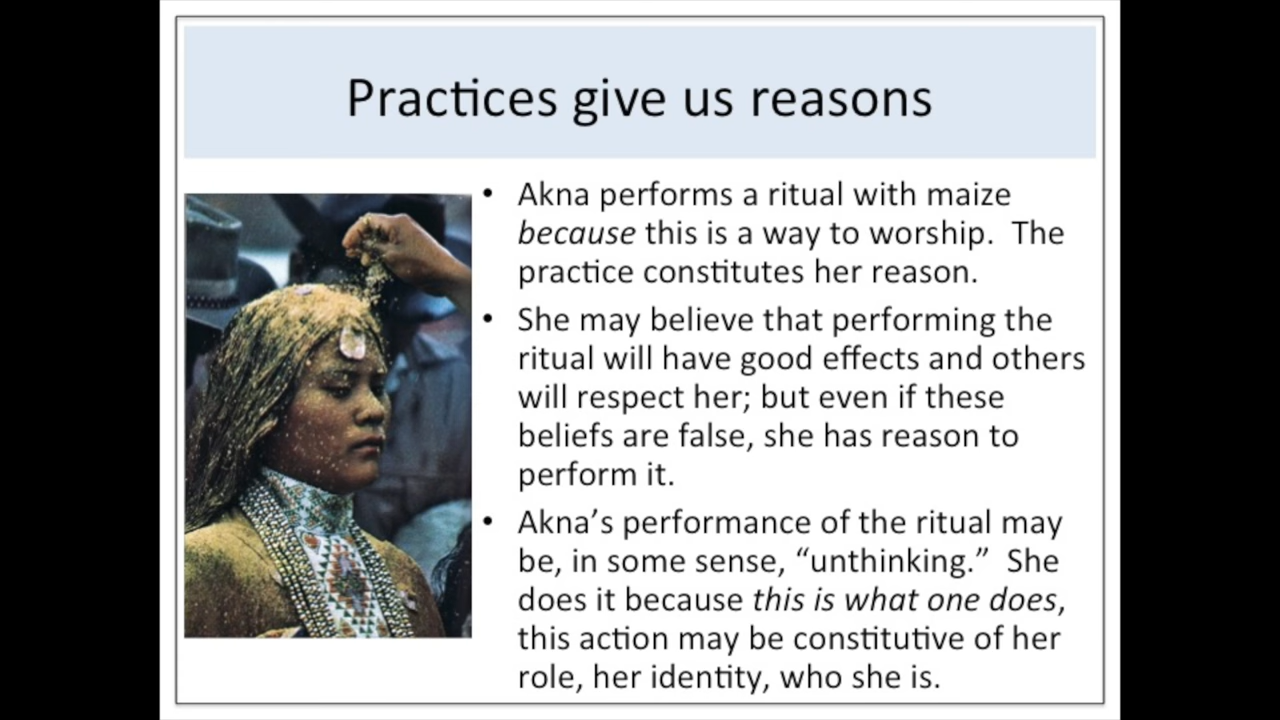 Practices give us reasons
• Akna performs a ritual with maize
because this is a way to worship.  The
practice constitutes her reason.
• She may believe that performing the
ritual will have good effects and others
will respect her; but even if these
beliefs are false, she has reason to
perform it.
• Akna’s performance of the ritual may
be, in some sense, “unthinking.”  She
does it because this is what one does,
this action may be constitutive of her
role, her identity, who she is.